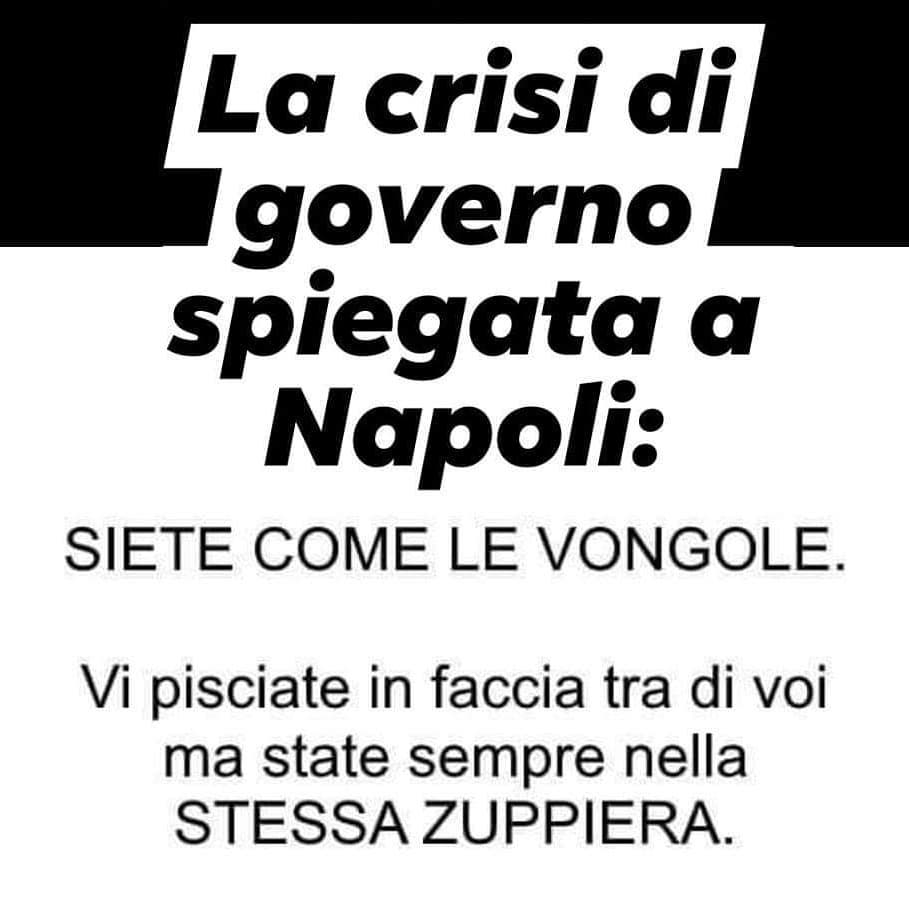 La crisi di
governo
spiegata a
Napoli:
SIETE COME LE VONGOLE.
Vi pisciate in faccia tra di voi
ma state sempre nella
STESSA ZUPPIERA.